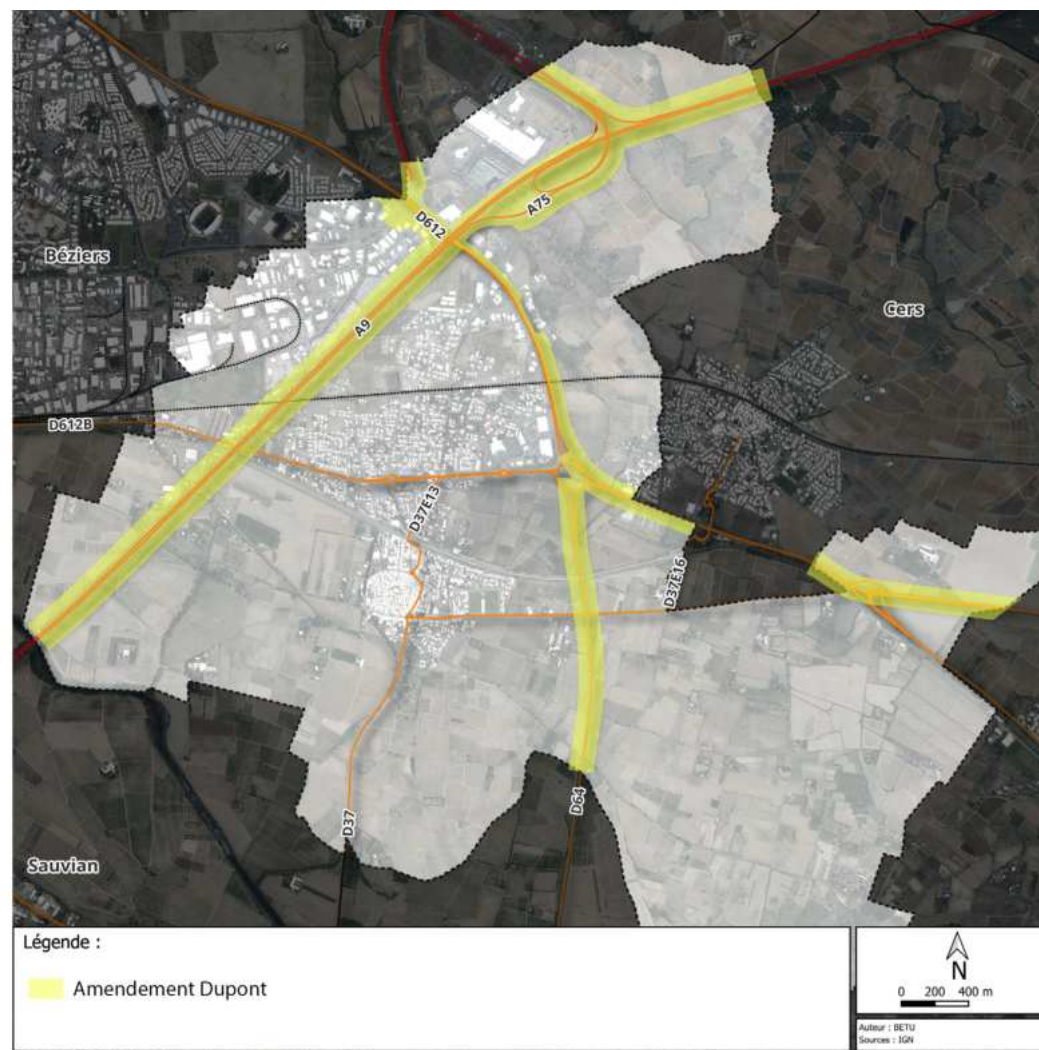 A75
D612
Béziers
Cers
A9
D612B
D37E13
D37E16
D64
D37
Sauvian
Légende :
Amendement Dupont
N
0 200 400 m
Auteur : BETU
Sources : IGN